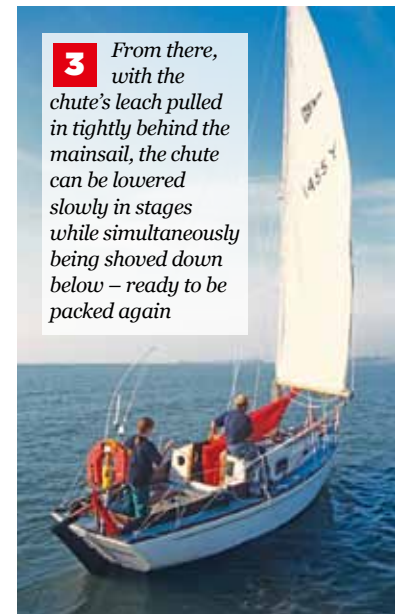 3 From there,
with the
chute's leach pulled
in tightly behind the
mainsail, the chute
can be lowered
slowly in stages
while simultaneously
being shoved down
below – ready to be
packed again
1455 Y